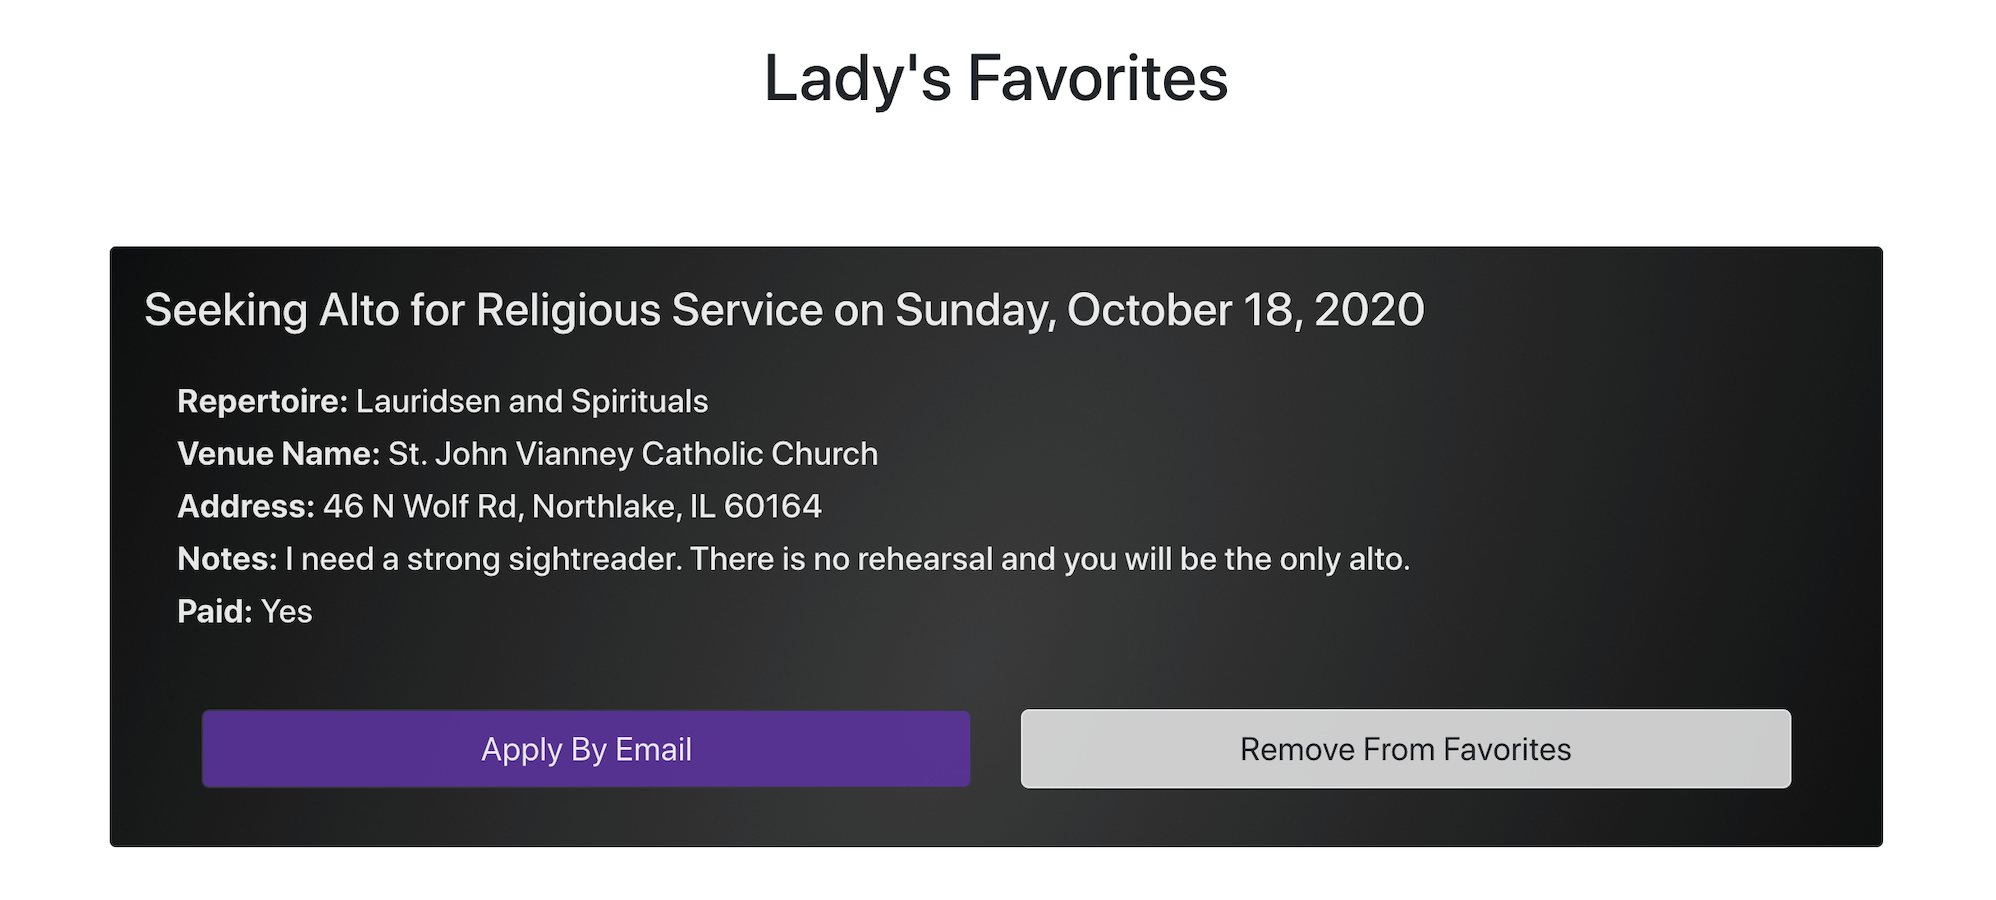 Lady's Favorites
Seeking Alto for Religious Service on Sunday, October 18, 2020
Repertoire: Lauridsen and Spirituals
Venue Name: St. John Vianney Catholic Church
Address: 46 N Wolf Rd, Northlake, IL 60164
Notes: I need a strong sightreader. There is no rehearsal and you will be the only alto.
Paid: Yes
Apply By Email
Remove From Favorites